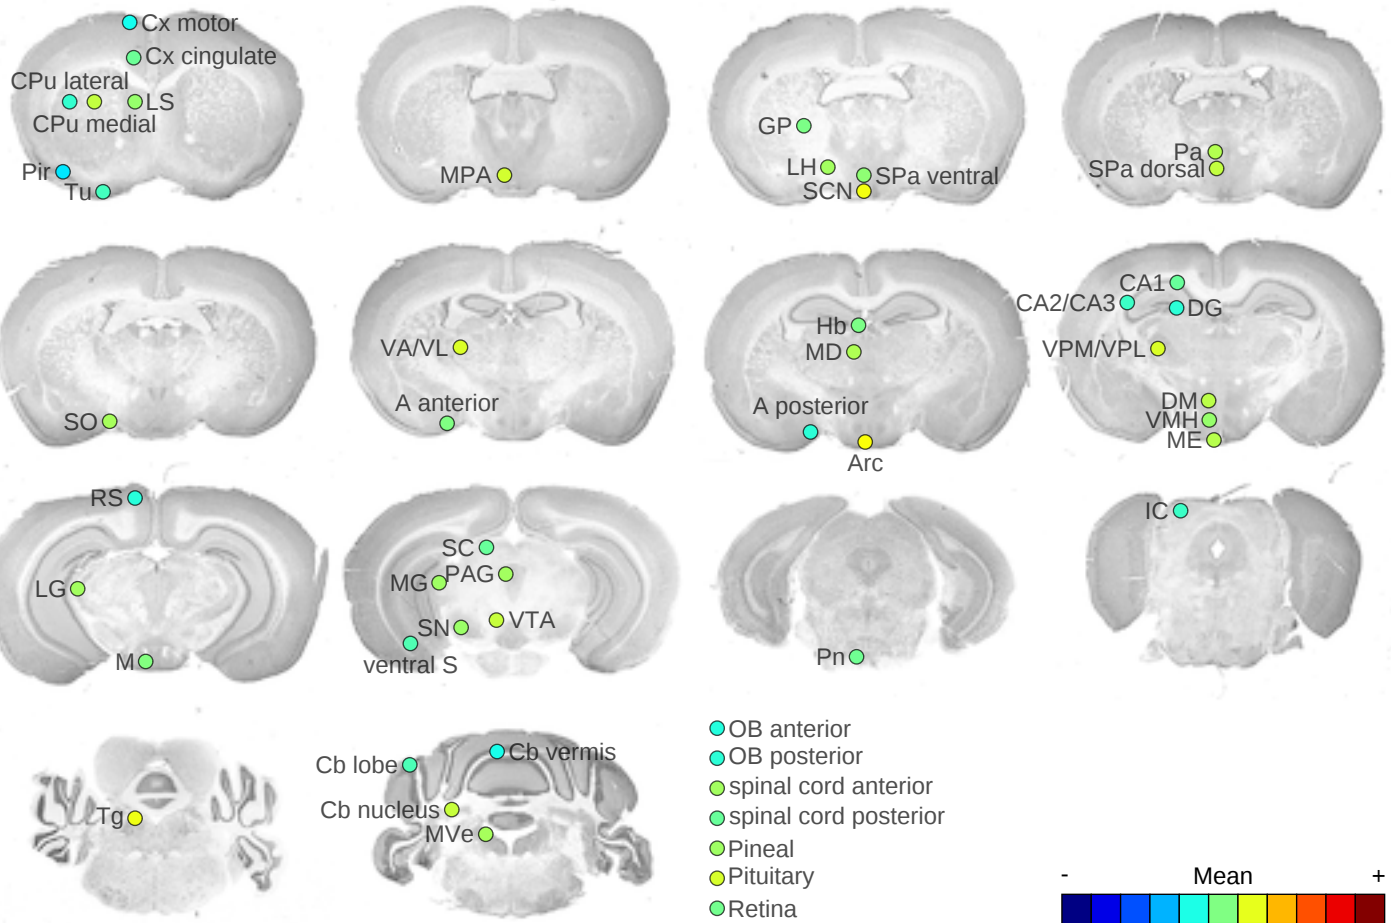 Cx motor
Cx cingulate
CPu lateral
LS
CPu medial
Pir
Tu
MPA
GP
LH
SPa ventral
SCN
Pa
SPa dorsal
SO
VA/VL
A anterior
Hb
MD
A posterior
Arc
CA1
CA2/CA3
DG
VPM/VPL
DM
VMH
ME
RS
LG
M
SC
MG
PAG
SN
VTA
ventral S
Pn
IC
Tg
Cb lobe
Cb vermis
Cb nucleus
MVe
OB anterior
OB posterior
spinal cord anterior
spinal cord posterior
Pineal
Pituitary
Retina
- Mean +